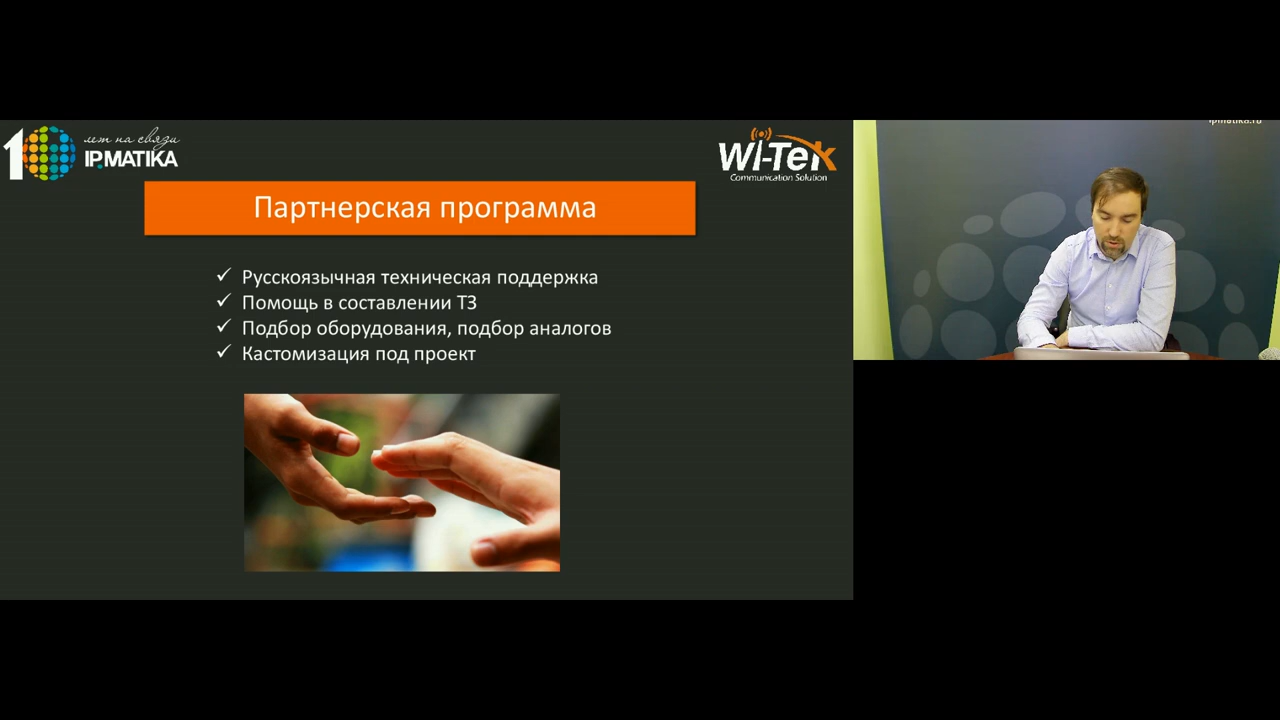 10 лет на связи
IPMATIKA
Wi-Tek
Communication Solution
ipmatika.ru
Партнерская программа
Русскоязычная техническая поддержка
Помощь в составлении ТЗ
Подбор оборудования, подбор аналогов
Кастомизация под проект